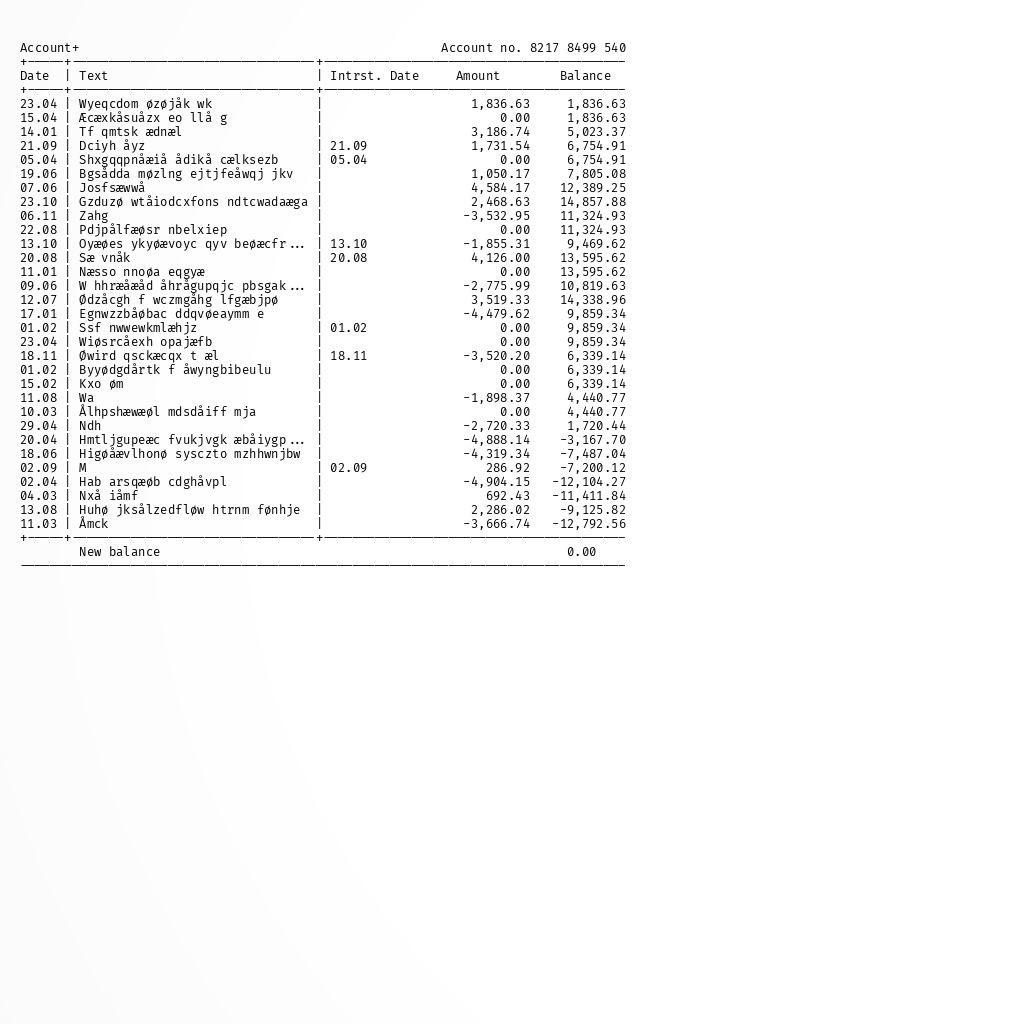 Account+ Account no. 8217 8499 540
Date | Text | Intrst. Date Amount Balance
23.04 | Wyeqcdom øzøjåk wk | 1,836.63 1,836.63
15.04 | Æcæxkåsuåzx eo llå g | 0.00 1,836.63
14.01 | Tf qmtsk ædnæl | 3,186.74 5,023.37
21.09 | Dciyh åyz | 21.09 1,731.54 6,754.91
05.04 | Shxgqqpnåæiå ådikå cælksezb | 05.04 0.00 6,754.91
19.06 | Bgsådda møzlng ejtjfeåwqj jkv | 1,050.17 7,805.08
07.06 | Josfsæwwå | 4,584.17 12,389.25
23.10 | Gzduzø wtåiodcxfons ndtcwadaæga | 2,468.63 14,857.88
06.11 | Zahg | -3,532.95 11,324.93
22.08 | Pdjpålfæøsr nbelxiep | 0.00 11,324.93
13.10 | Oyæøes ykyøævoyc qyv beøæcfr... | 13.10 -1,855.31 9,469.62
20.08 | Sæ vnåk | 20.08 4,126.00 13,595.62
11.01 | Næsso nnoøa eqgyæ | 0.00 13,595.62
09.06 | W hhræåæåd åhrågupqjc pbsgak... | -2,775.99 10,819.63
12.07 | Ødzåcgh f wczmgåhg lfgæbjpø | 3,519.33 14,338.96
17.01 | Egnwzzbåøbac ddqvøeaymm e | -4,479.62 9,859.34
01.02 | Ssf nwwewkmlæhjz | 01.02 0.00 9,859.34
23.04 | Wiøsrcåexh opajæfb | 0.00 9,859.34
18.11 | Øwird qsckæcqx t æl | 18.11 -3,520.20 6,339.14
01.02 | Byyødgdårtk f åwyngbibeulu | 0.00 6,339.14
15.02 | Kxo øm | 0.00 6,339.14
11.08 | Wa | -1,898.37 4,440.77
10.03 | Ålhpshæwæøl mdsdåiff mja | 0.00 4,440.77
29.04 | Ndh | -2,720.33 1,720.44
20.04 | Hmtljgupeæc fvukjvgk æbåiygp... | -4,888.14 -3,167.70
18.06 | Higøåævlhonø sysczto mzhhwnjbw | -4,319.34 -7,487.04
02.09 | M | 02.09 286.92 -7,200.12
02.04 | Hab arsqæøb cdghåvpl | -4,904.15 -12,104.27
04.03 | Nxå iåmf | 692.43 -11,411.84
13.08 | Huhø jksålzedfløw htrnm fønhje | 2,286.02 -9,125.82
11.03 | Åmck | -3,666.74 -12,792.56
New balance 0.00